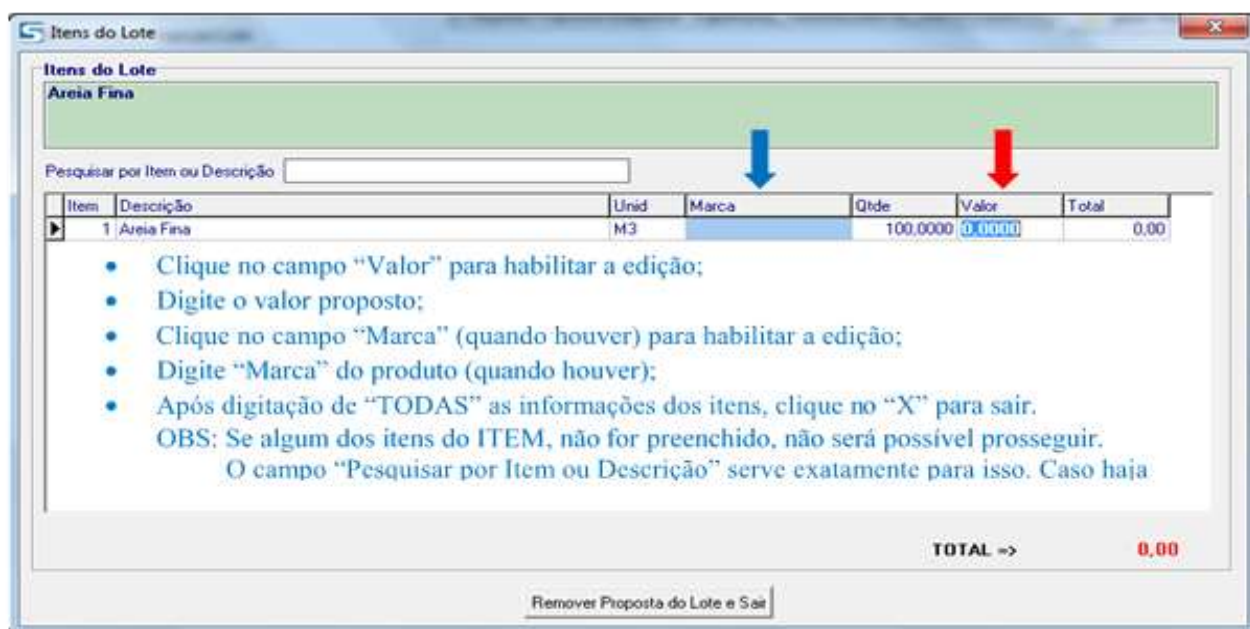 Itens do Lote
Itens do Lote
Areia Fina
Pesquisar por Item ou Descrição
Item Descrição Unid Marca Qtde Valor Total
1 Areia Fina M3 100,0000 0,0000 0,00
• Clique no campo “Valor” para habilitar a edição;
• Digite o valor proposto;
• Clique no campo “Marca” (quando houver) para habilitar a edição;
• Digite “Marca” do produto (quando houver);
• Após digitação de “TODAS” as informações dos itens, clique no “X” para sair.
OBS: Se algum dos itens do ITEM, não for preenchido, não será possível prosseguir.
O campo “Pesquisar por Item ou Descrição” serve exatamente para isso. Caso haja
TOTAL => 0,00
Remover Proposta do Lote e Sair